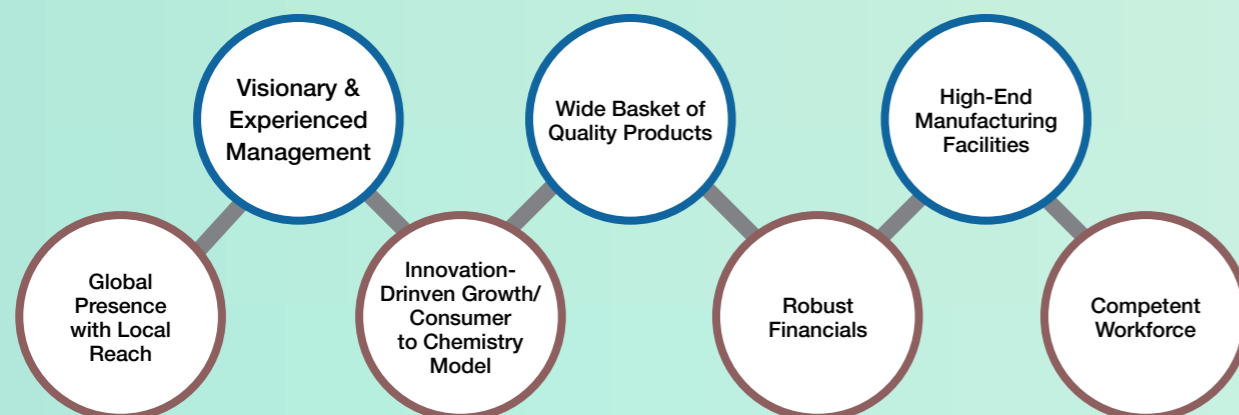 Visionary &
Experienced
Management
Wide Basket of
Quality Products
High-End
Manufacturing
Facilities
Global
Presence
with Local
Reach
Innovation-
Drinven Growth/
Consumer
to Chemistry
Model
Robust
Financials
Competent
Workforce